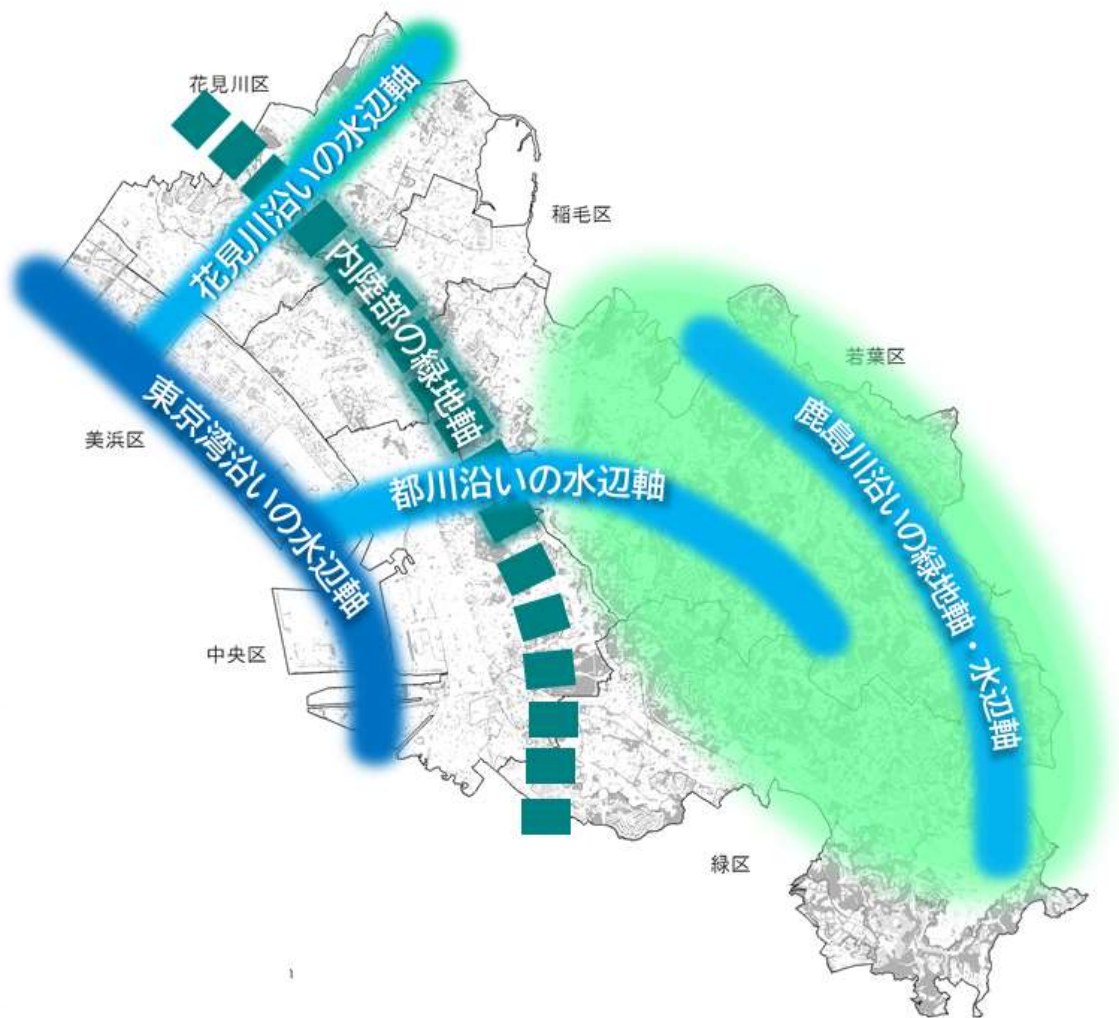 花見川区
花見川沿いの水辺軸
稲毛区
内陸部の緑地軸
若葉区
東京湾沿いの水辺軸
美浜区
鹿島川沿いの緑地軸・水辺軸
都川沿いの水辺軸
中央区
緑区